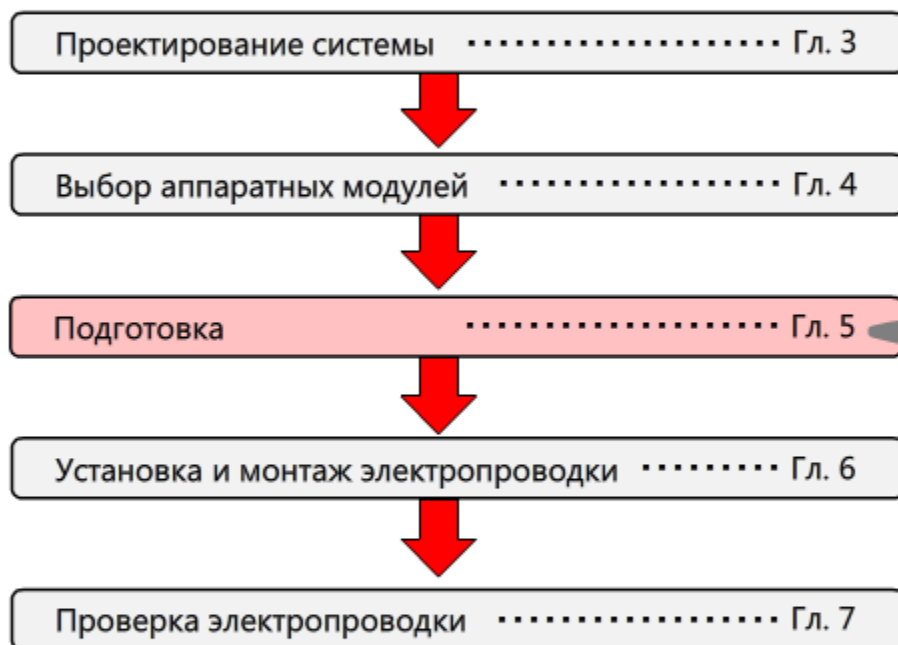 Проектирование системы ···················· Гл. 3
Выбор аппаратных модулей ·················· Гл. 4
Подготовка ···················· Гл. 5
Установка и монтаж электропроводки ········· Гл. 6
Проверка электропроводки ·················· Гл. 7